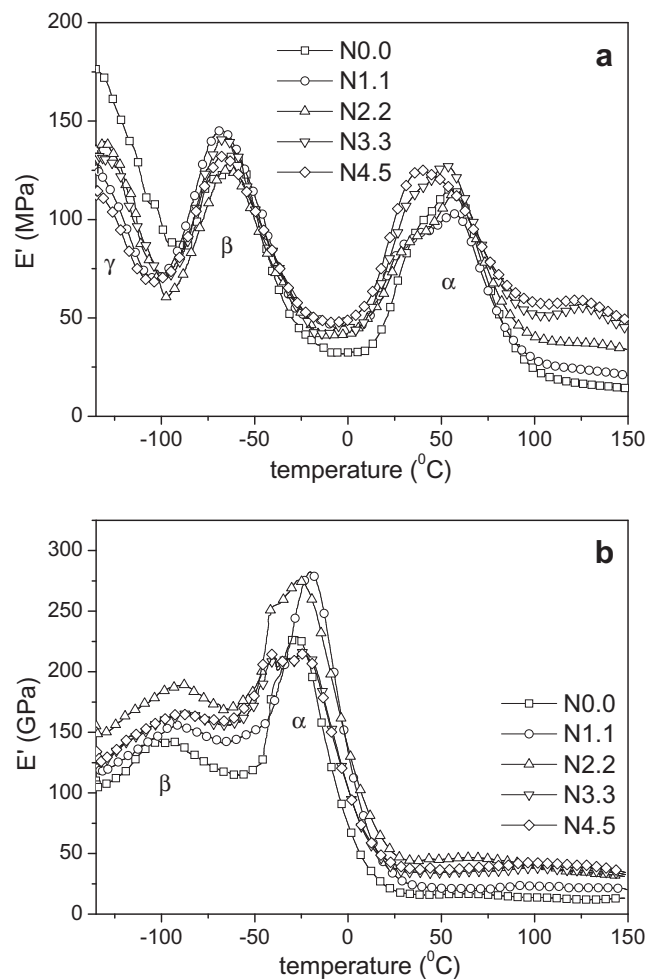 200
150
100
50
0
E' (MPa)
a
N0.0
N1.1
N2.2
N3.3
N4.5
γ
β
α
-100
-50
0
50
100
150
temperature (⁰C)
300
250
200
150
100
50
0
E' (GPa)
b
N0.0
N1.1
N2.2
N3.3
N4.5
β
α
-100
-50
0
50
100
150
temperature (⁰C)